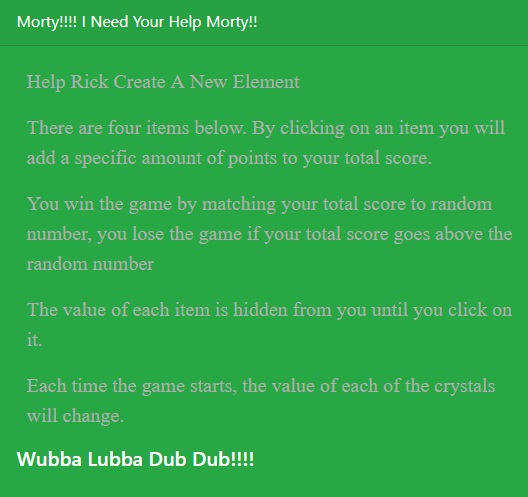 Morty!!!! I Need Your Help Morty!!
Help Rick Create A New Element
There are four items below. By clicking on an item you will
add a specific amount of points to your total score.
You win the game by matching your total score to random
number, you lose the game if your total score goes above the
random number
The value of each item is hidden from you until you click on
it.
Each time the game starts, the value of each of the crystals
will change.
Wubba Lubba Dub Dub!!!!